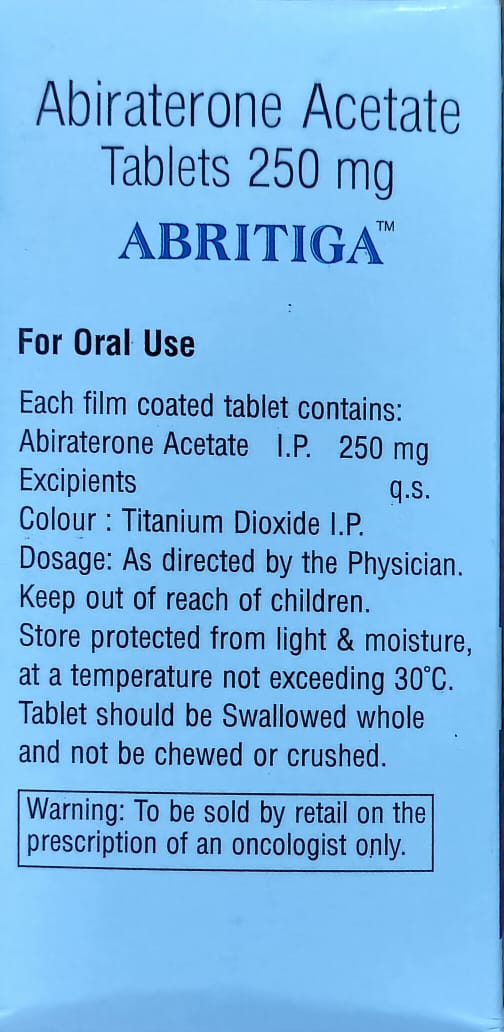 Abiraterone Acetate
Tablets 250 mg
ABRITIGA™
For Oral Use
Each film coated tablet contains:
Abiraterone Acetate I.P. 250 mg
Excipients q.s.
Colour : Titanium Dioxide I.P.
Dosage: As directed by the Physician.
Keep out of reach of children.
Store protected from light & moisture,
at a temperature not exceeding 30°C.
Tablet should be Swallowed whole
and not be chewed or crushed.
Warning: To be sold by retail on the
prescription of an oncologist only.